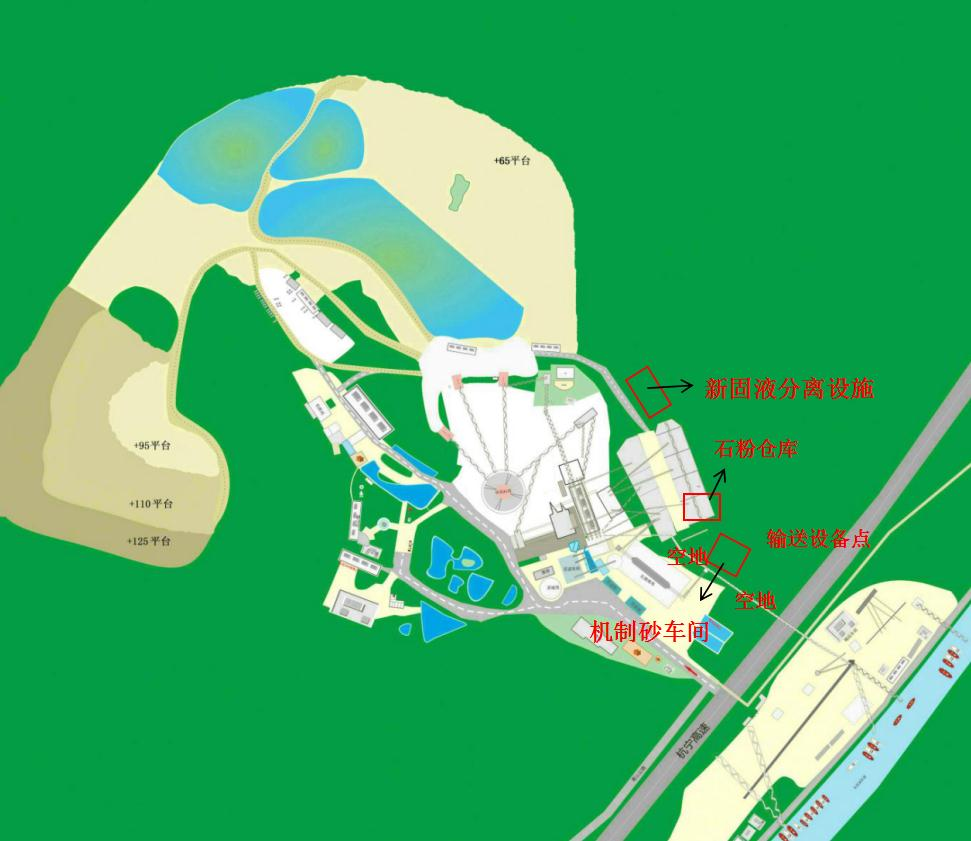 +65平台
新固液分离设施
+95平台
石粉仓库
+110平台
+125平台
输送设备点
空地
空地
机制砂车间
杭宁高速